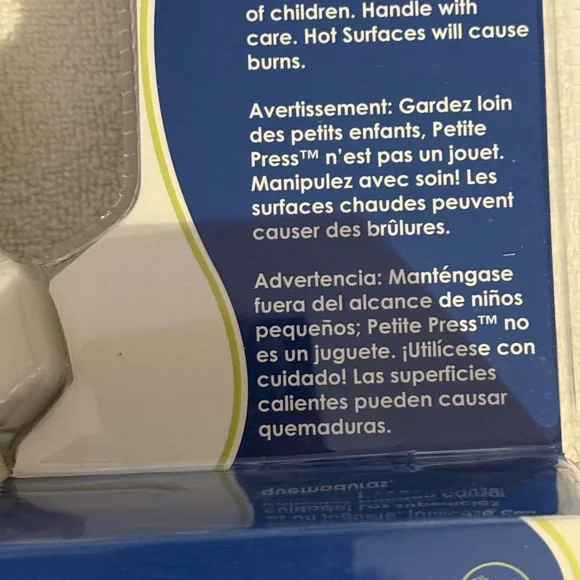 of children. Handle with
care. Hot Surfaces will cause
burns.
Avertissement: Gardez loin
des petits enfants, Petite
Press™ n'est pas un jouet.
Manipulez avec soin! Les
surfaces chaudes peuvent
causer des brûlures.
Advertencia: Manténgase
fuera del alcance de niños
pequeños; Petite Press™ no
es un juguete. ¡Utilícese con
cuidado! Las superficies
calientes pueden causar
quemaduras.